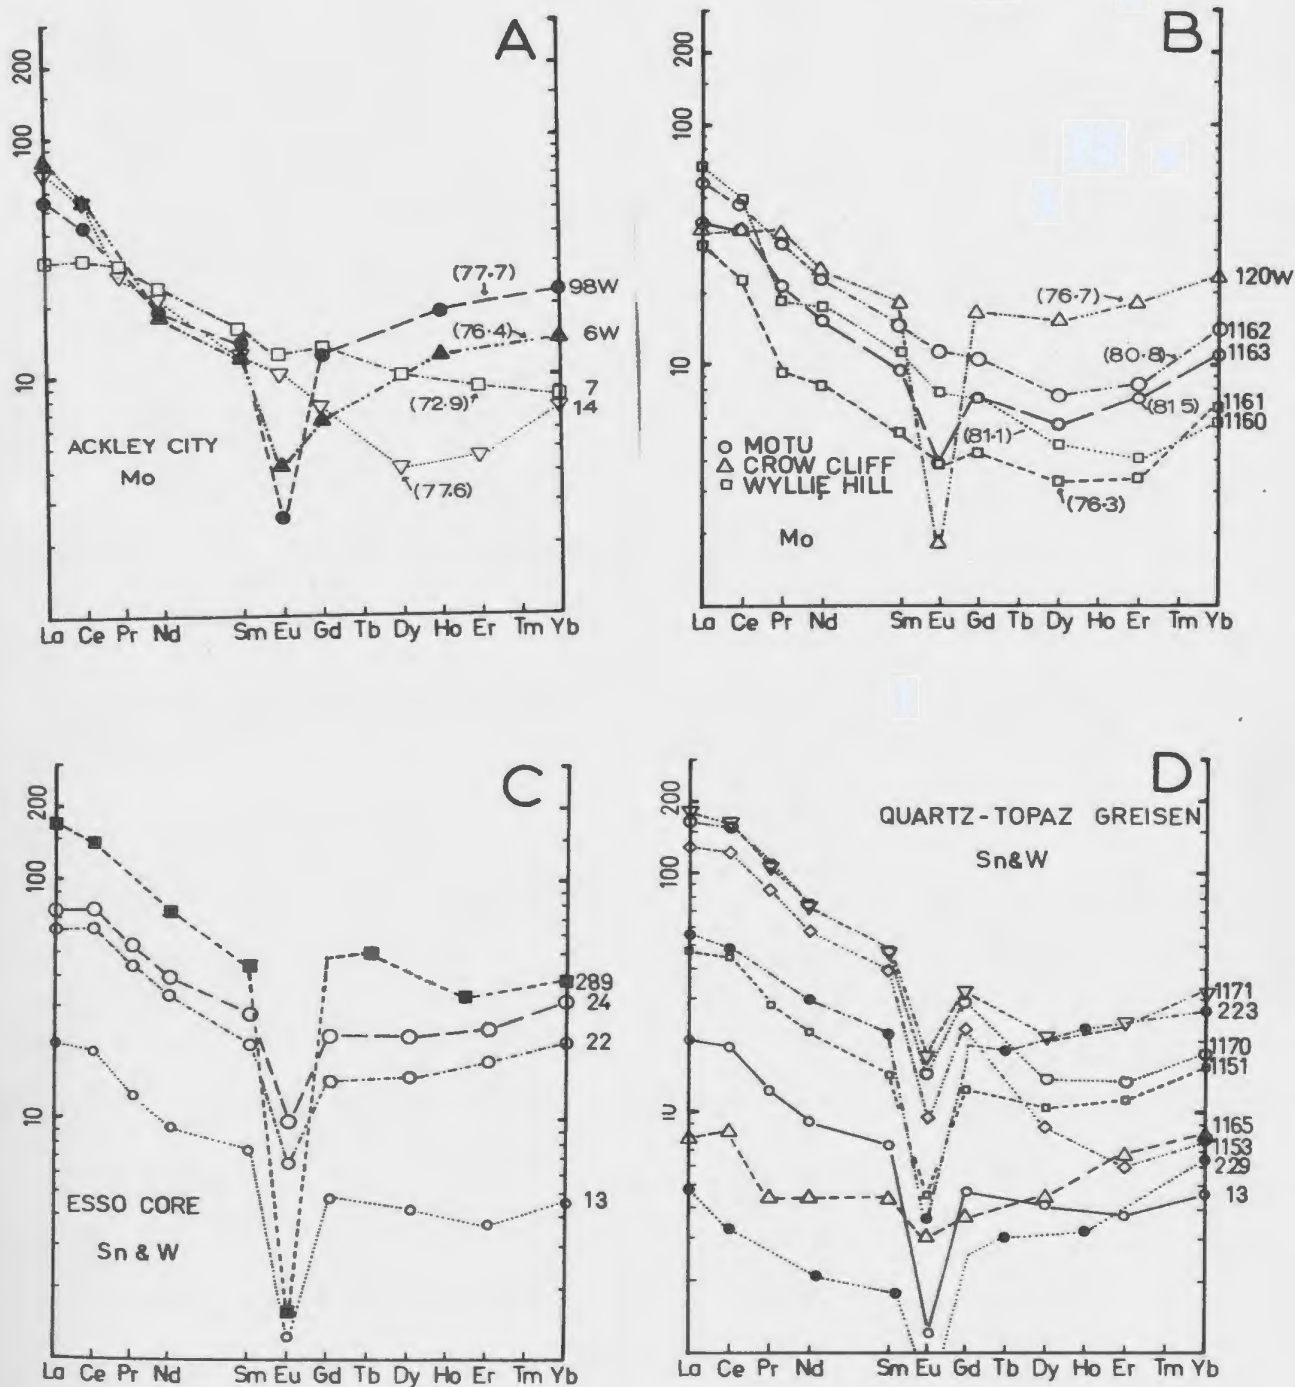 A
200
100
10
(77.7)
98W
(76.4)
6W
7
(72.9)
14
ACKLEY CITY
Mo
(77.6)
La Ce Pr Nd Sm Eu Gd Tb Dy Ho Er Tm Yb
B
200
100
10
(76.7)
120W
1162
(80.8)
1163
(81.5)
1161
(81.1)
1160
MOTU
CROW CLIFF
WYLLIE HILL
(76.3)
Mo
La Ce Pr Nd Sm Eu Gd Tb Dy Ho Er Tm Yb
C
200
100
10
289
24
22
13
ESSO CORE
Sn & W
La Ce Pr Nd Sm Eu Gd Tb Dy Ho Er Tm Yb
D
QUARTZ-TOPAZ GREISEN
Sn&W
200
100
10
1171
223
1170
1151
1165
1153
229
13
La Ce Pr Nd Sm Eu Gd Tb Dy Ho Er Tm Yb